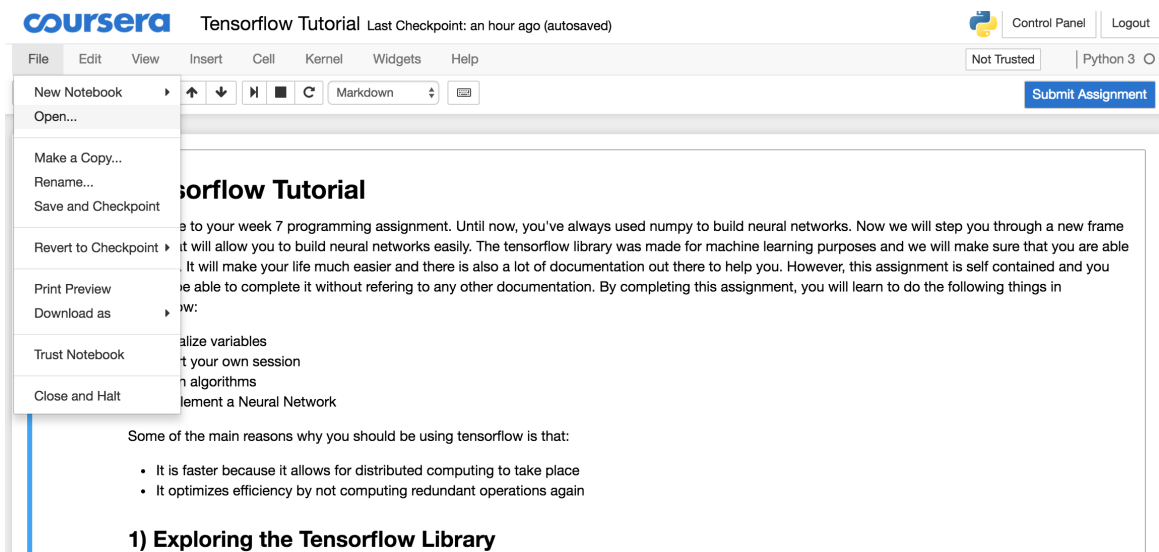 coursera Tensorflow Tutorial Last Checkpoint: an hour ago (autosaved) Control Panel Logout
File Edit View Insert Cell Kernel Widgets Help Not Trusted Python 3
Markdown Submit Assignment
New Notebook
Open...
Make a Copy...
Rename...
Save and Checkpoint
Revert to Checkpoint
Print Preview
Download as
Trust Notebook
Close and Halt
sorflow Tutorial
e to your week 7 programming assignment. Until now, you've always used numpy to build neural networks. Now we will step you through a new frame
at will allow you to build neural networks easily. The tensorflow library was made for machine learning purposes and we will make sure that you are able
. It will make your life much easier and there is also a lot of documentation out there to help you. However, this assignment is self contained and you
be able to complete it without refering to any other documentation. By completing this assignment, you will learn to do the following things in
ow:
alize variables
rt your own session
n algorithms
lement a Neural Network
Some of the main reasons why you should be using tensorflow is that:
• It is faster because it allows for distributed computing to take place
• It optimizes efficiency by not computing redundant operations again
1) Exploring the Tensorflow Library